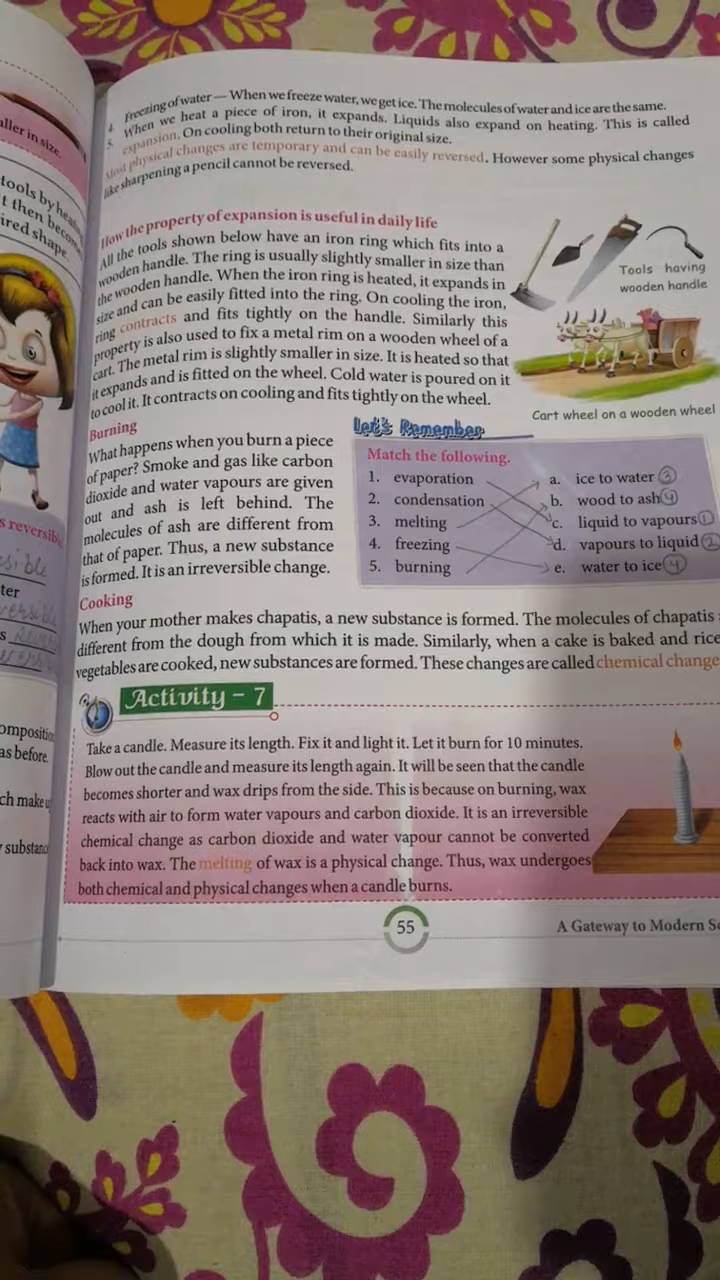 aller in size.
tools by
t then
ired shape.
s reversible
ter
s
as before.
ch make
substance
4. Freezing of water — When we freeze water, we get ice. The molecules of water and ice are the same.
5. When we heat a piece of iron, it expands. Liquids also expand on heating. This is called
expansion. On cooling both return to their original size.
Most physical changes are temporary and can be easily reversed. However some physical changes
like sharpening a pencil cannot be reversed.
How the property of expansion is useful in daily life
All the tools shown below have an iron ring which fits into a
wooden handle. The ring is usually slightly smaller in size than
the wooden handle. When the iron ring is heated, it expands in
size and can be easily fitted into the ring. On cooling the iron,
ring contracts and fits tightly on the handle. Similarly this
property is also used to fix a metal rim on a wooden wheel of a
cart. The metal rim is slightly smaller in size. It is heated so that
it expands and is fitted on the wheel. Cold water is poured on it
to cool it. It contracts on cooling and fits tightly on the wheel.
Tools having
wooden handle
Cart wheel on a wooden wheel
Burning
What happens when you burn a piece
of paper? Smoke and gas like carbon
dioxide and water vapours are given
out and ash is left behind. The
molecules of ash are different from
that of paper. Thus, a new substance
is formed. It is an irreversible change.
Let's Remember
Match the following.
1. evaporation a. ice to water 3
2. condensation b. wood to ash 4
3. melting c. liquid to vapours 1
4. freezing d. vapours to liquid 2
5. burning e. water to ice 4
Cooking
When your mother makes chapatis, a new substance is formed. The molecules of chapatis
different from the dough from which it is made. Similarly, when a cake is baked and rice
vegetables are cooked, new substances are formed. These changes are called chemical change
Activity – 7
Take a candle. Measure its length. Fix it and light it. Let it burn for 10 minutes.
Blow out the candle and measure its length again. It will be seen that the candle
becomes shorter and wax drips from the side. This is because on burning, wax
reacts with air to form water vapours and carbon dioxide. It is an irreversible
chemical change as carbon dioxide and water vapour cannot be converted
back into wax. The melting of wax is a physical change. Thus, wax undergoes
both chemical and physical changes when a candle burns.
55
A Gateway to Modern